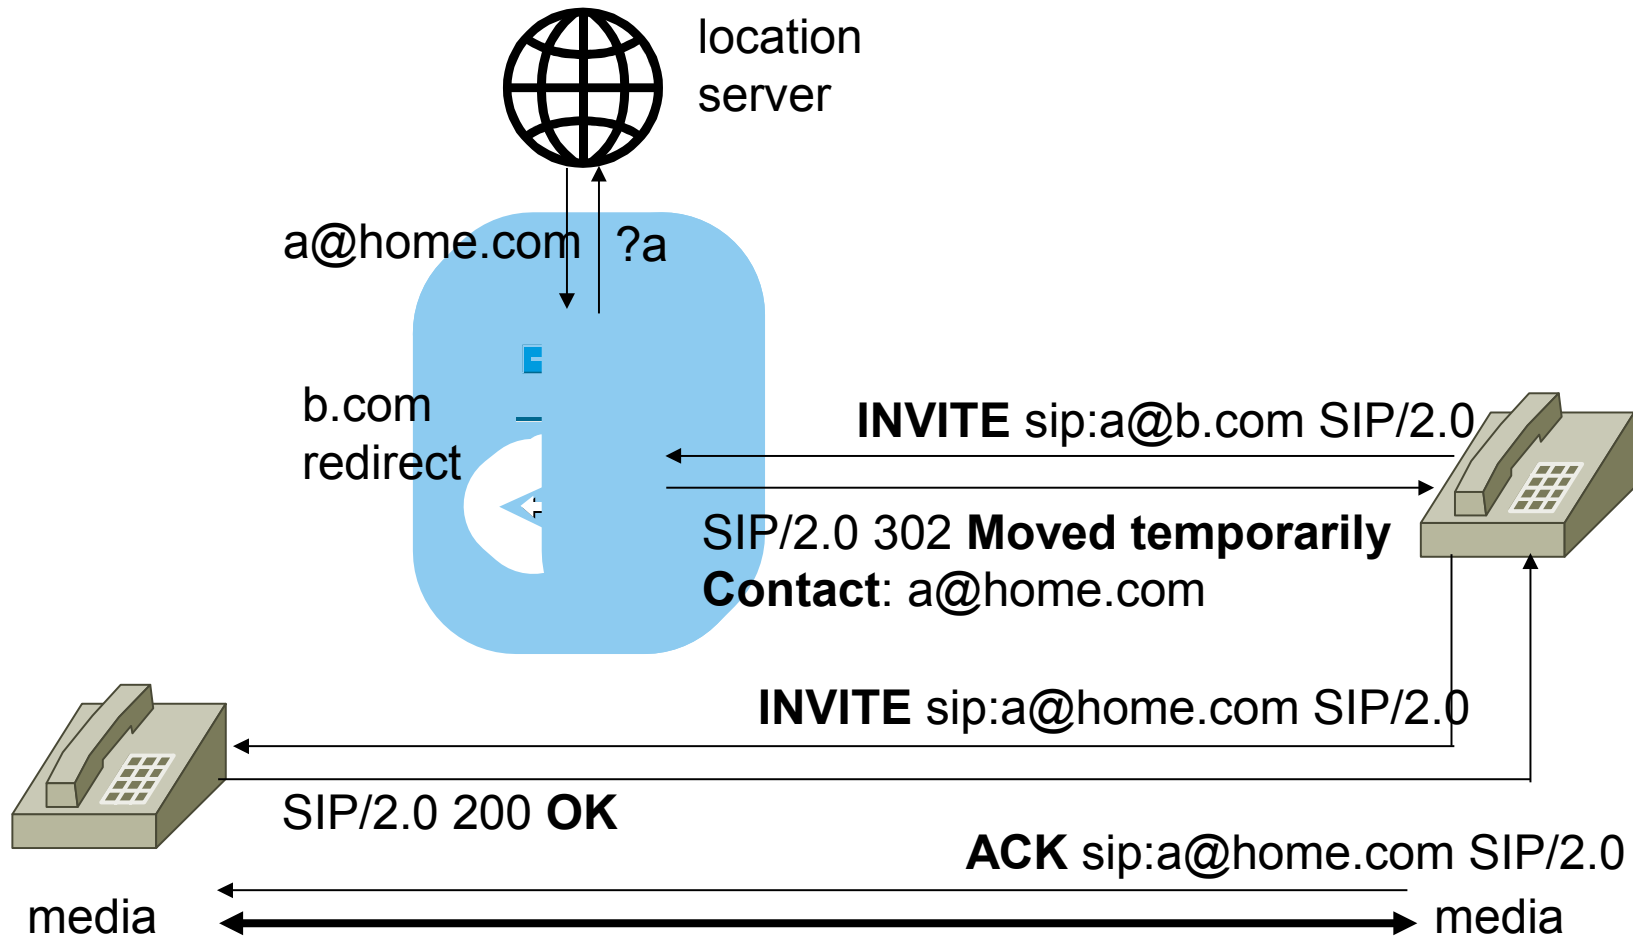 location
server
a@home.com ?a
b.com
redirect
INVITE sip:a@b.com SIP/2.0
SIP/2.0 302 Moved temporarily
Contact: a@home.com
INVITE sip:a@home.com SIP/2.0
SIP/2.0 200 OK
ACK sip:a@home.com SIP/2.0
media
media